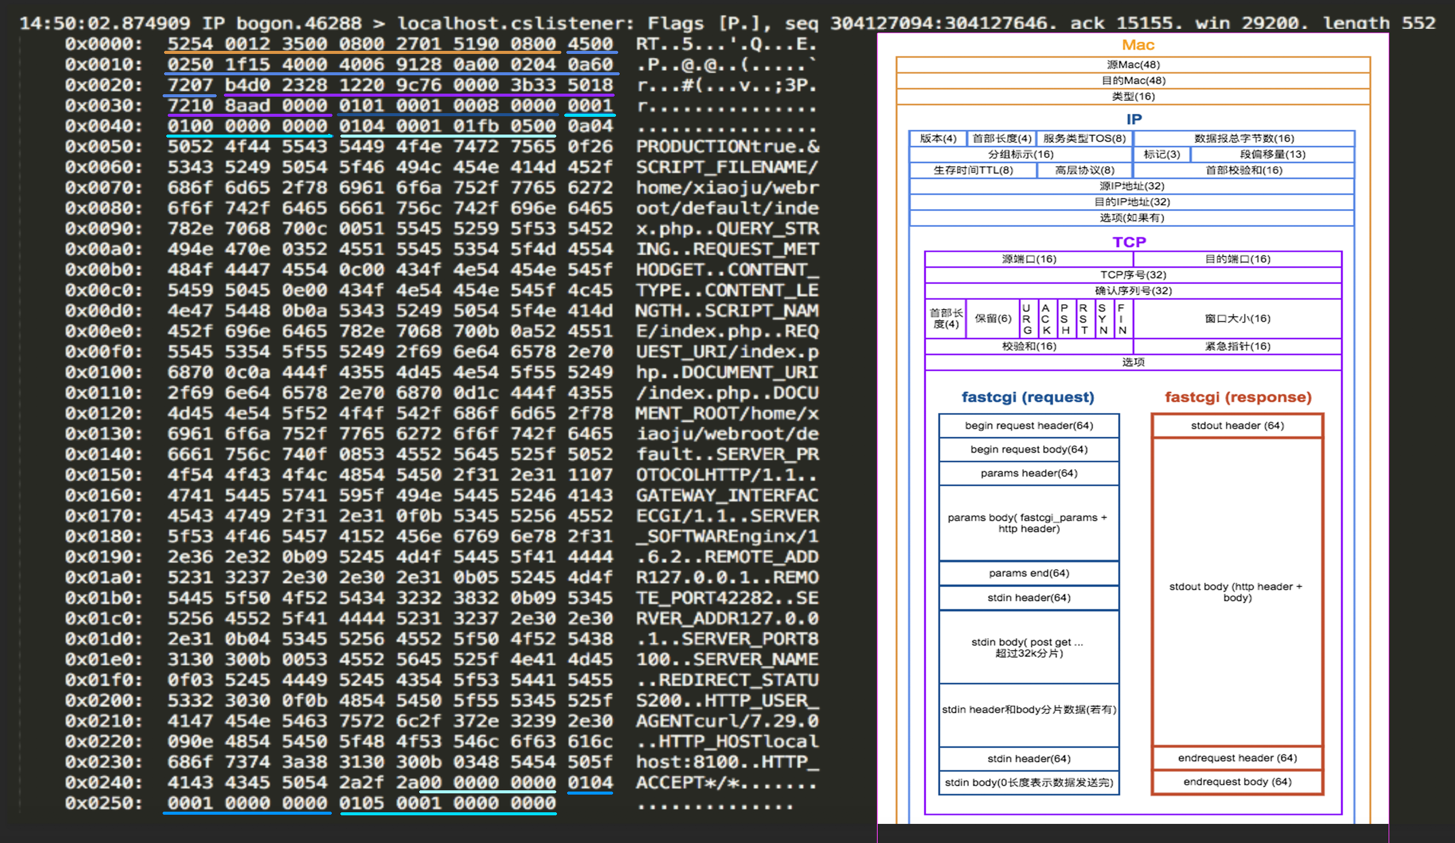 14:50:02.874909 IP bogon.46288 > localhost.cslistener: Flags [P.], seq 304127094:304127646, ack 15155, win 29200, length 552
0x0000: 5254 0012 3500 0800 2701 5190 0800 4500 RT..5...'.Q...E.
0x0010: 0250 1f15 4000 4006 9128 0a00 0204 0a60 .P..@.@..(.....`
0x0020: 7207 b4d0 2328 1220 9c76 0000 3b33 5018 r...#(...v..;3P.
0x0030: 7210 8aad 0000 0101 0001 0008 0000 0001 r...............
0x0040: 0100 0000 0000 0104 0001 01fb 0500 0a04 ................
0x0050: 5052 4f44 5543 5449 4f4e 7472 7565 0f26 PRODUCTIONtrue.&
0x0060: 5343 5249 5054 5f46 494c 454e 414d 452f SCRIPT_FILENAME/
0x0070: 686f 6d65 2f78 6961 6f6a 752f 7765 6272 home/xiaoju/webr
0x0080: 6f6f 742f 6465 6661 756c 742f 696e 6465 oot/default/inde
0x0090: 782e 7068 700c 0051 5545 5259 5f53 5452 x.php..QUERY_STR
0x00a0: 494e 470e 0352 4551 5545 5354 5f4d 4554 ING..REQUEST_MET
0x00b0: 484f 4447 4554 0c00 434f 4e54 454e 545f HODGET..CONTENT_
0x00c0: 5459 5045 0e00 434f 4e54 454e 545f 4c45 TYPE..CONTENT_LE
0x00d0: 4e47 5448 0b0a 5343 5249 5054 5f4e 414d NGTH..SCRIPT_NAM
0x00e0: 452f 696e 6465 782e 7068 700b 0a52 4551 E/index.php..REQ
0x00f0: 5545 5354 5f55 5249 2f69 6e64 6578 2e70 UEST_URI/index.p
0x0100: 6870 0c0a 444f 4355 4d45 4e54 5f55 5249 hp..DOCUMENT_URI
0x0110: 2f69 6e64 6578 2e70 6870 0d1c 444f 4355 /index.php..DOCU
0x0120: 4d45 4e54 5f52 4f4f 542f 686f 6d65 2f78 MENT_ROOT/home/x
0x0130: 6961 6f6a 752f 7765 6272 6f6f 742f 6465 iaoju/webroot/de
0x0140: 6661 756c 740f 0853 4552 5645 525f 5052 fault..SERVER_PR
0x0150: 4f54 4f43 4f4c 4854 5450 2f31 2e31 1107 OTOCOLHTTP/1.1..
0x0160: 4741 5445 5741 595f 494e 5445 5246 4143 GATEWAY_INTERFAC
0x0170: 4543 4749 2f31 2e31 0f0b 5345 5256 4552 ECGI/1.1..SERVER
0x0180: 5f53 4f46 5457 4152 456e 6769 6e78 2f31 _SOFTWAREnginx/1
0x0190: 2e36 2e32 0b09 5245 4d4f 5445 5f41 4444 .6.2..REMOTE_ADD
0x01a0: 5231 3237 2e30 2e30 2e31 0b05 5245 4d4f R127.0.0.1..REMO
0x01b0: 5445 5f50 4f52 5434 3232 3832 0b09 5345 TE_PORT42282..SE
0x01c0: 5256 4552 5f41 4444 5231 3237 2e30 2e30 RVER_ADDR127.0.0
0x01d0: 2e31 0b04 5345 5256 4552 5f50 4f52 5438 .1..SERVER_PORT8
0x01e0: 3130 300b 0053 4552 5645 525f 4e41 4d45 100..SERVER_NAME
0x01f0: 0f03 5245 4449 5245 4354 5f53 5441 5455 ..REDIRECT_STATU
0x0200: 5332 3030 0f0b 4854 5450 5f55 5345 525f S200..HTTP_USER_
0x0210: 4147 454e 5463 7572 6c2f 372e 3239 2e30 AGENTcurl/7.29.0
0x0220: 090e 4854 5450 5f48 4f53 546c 6f63 616c ..HTTP_HOSTlocal
0x0230: 686f 7374 3a38 3130 300b 0348 5454 505f host:8100..HTTP_
0x0240: 4143 4345 5054 2a2f 2a00 0000 0000 0104 ACCEPT*/*.......
0x0250: 0001 0000 0000 0105 0001 0000 0000 ..............
Mac
源Mac(48)
目的Mac(48)
类型(16)
IP
版本(4) 首部长度(4) 服务类型TOS(8) 数据报总字节数(16)
分组标示(16) 标记(3) 段偏移量(13)
生存时间TTL(8) 高层协议(8) 首部校验和(16)
源IP地址(32)
目的IP地址(32)
选项(如果有)
TCP
源端口(16) 目的端口(16)
TCP序号(32)
确认序列号(32)
首部长度(4) 保留(6) URG ACK PSH RST SYN FIN 窗口大小(16)
校验和(16) 紧急指针(16)
选项
fastcgi (request)
begin request header(64)
begin request body(64)
params header(64)
params body( fastcgi_params +
http header)
params end(64)
stdin header(64)
stdin body( post get ...
超过32k分片)
stdin header和body分片数据(若有)
stdin header(64)
stdin body(0长度表示数据发送完)
fastcgi (response)
stdout header (64)
stdout body (http header +
body)
endrequest header (64)
endrequest body (64)